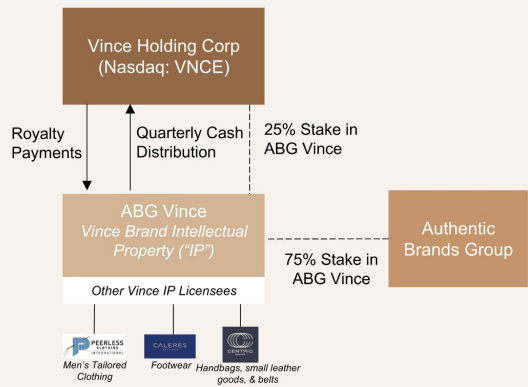 Vince Holding Corp
(Nasdaq: VNCE)
Royalty
Payments
Quarterly Cash
Distribution
25% Stake in
ABG Vince
ABG Vince
Vince Brand Intellectual
Property (“IP”)
Authentic
Brands Group
75% Stake in
ABG Vince
Other Vince IP Licensees
PEERLESS
CLOTHING
INTERNATIONAL
CALERES
CENTRIC
Men’s Tailored
Clothing
Footwear
Handbags, small leather
goods, & belts